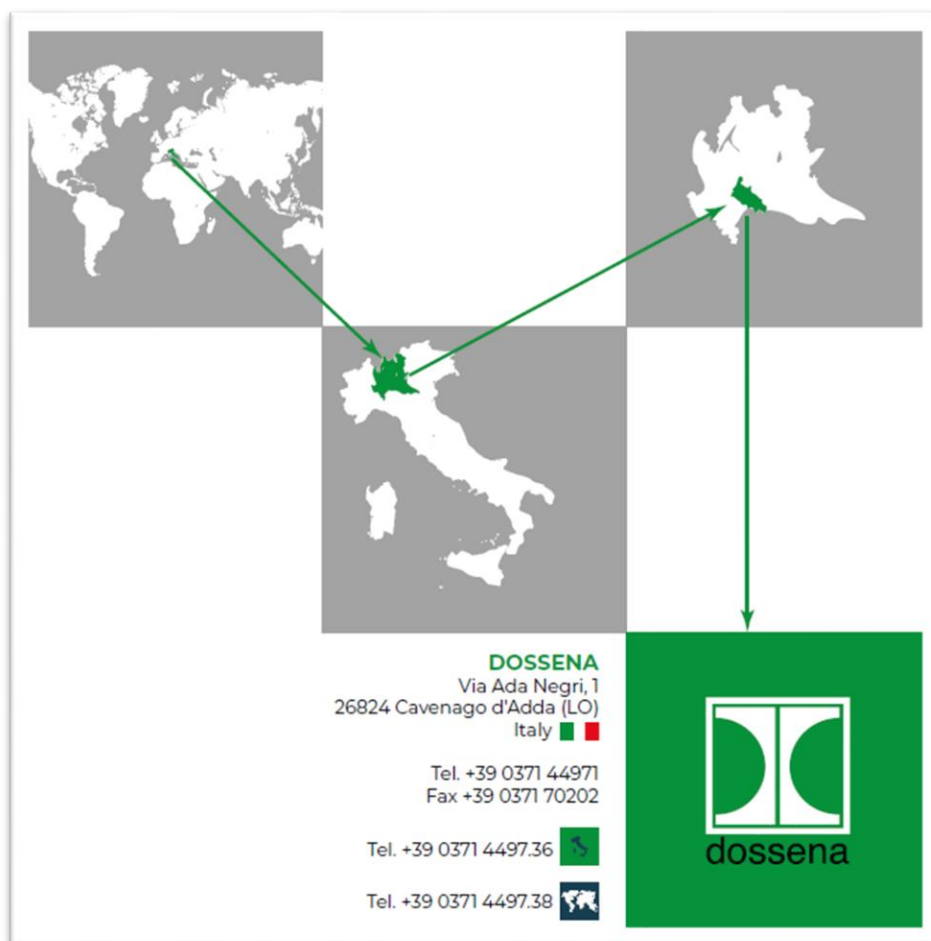 DOSSENA
Via Ada Negri, 1
26824 Cavenago d'Adda (LO)
Italy
Tel. +39 0371 44971
Fax +39 0371 70202
Tel. +39 0371 4497.36
Tel. +39 0371 4497.38
dossena